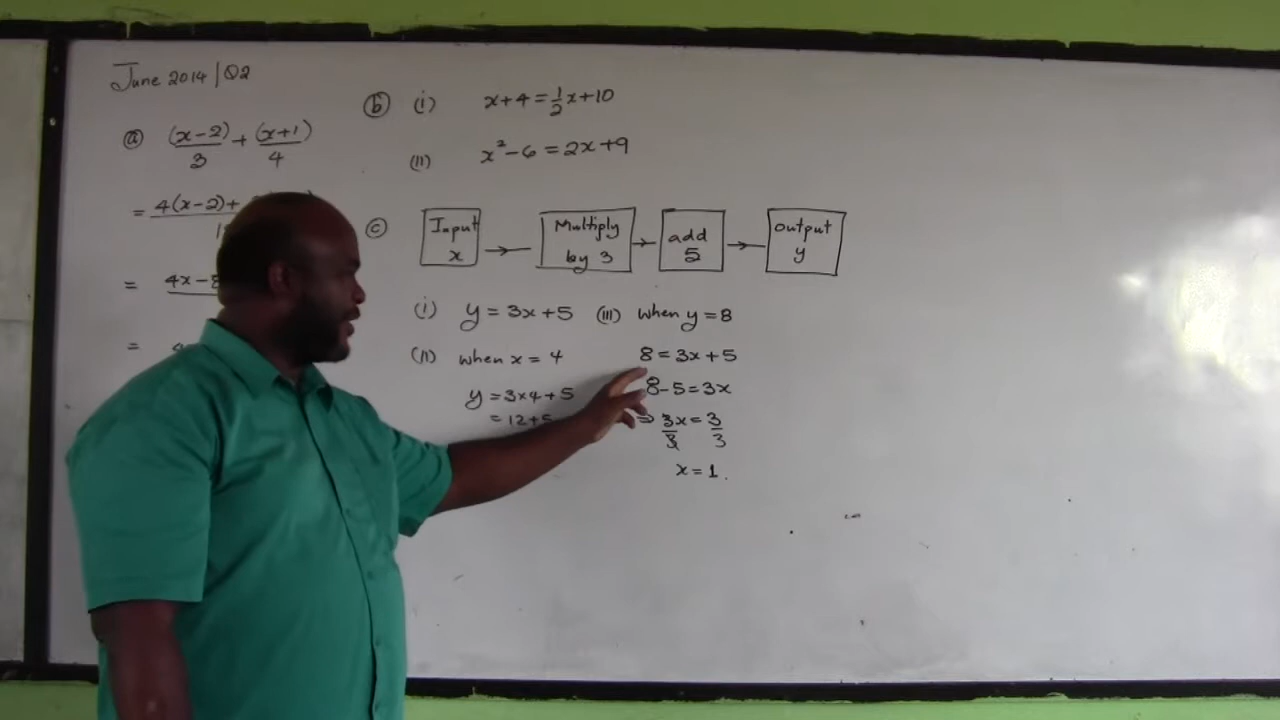 June 2014 | Q2
(a) (x-2)/3 + (x+1)/4
= 4(x-2)+
= 4x-8
=
(b) (i) x+4 = 1/2 x+10
(ii) x²-6 = 2x+9
(c) Input x → Multiply by 3 → add 5 → output y
(i) y = 3x+5
(ii) when x = 4
y = 3×4+5
= 12+5
(iii) when y = 8
8 = 3x+5
8-5 = 3x
⇒ 3x/3 = 3/3
x = 1.